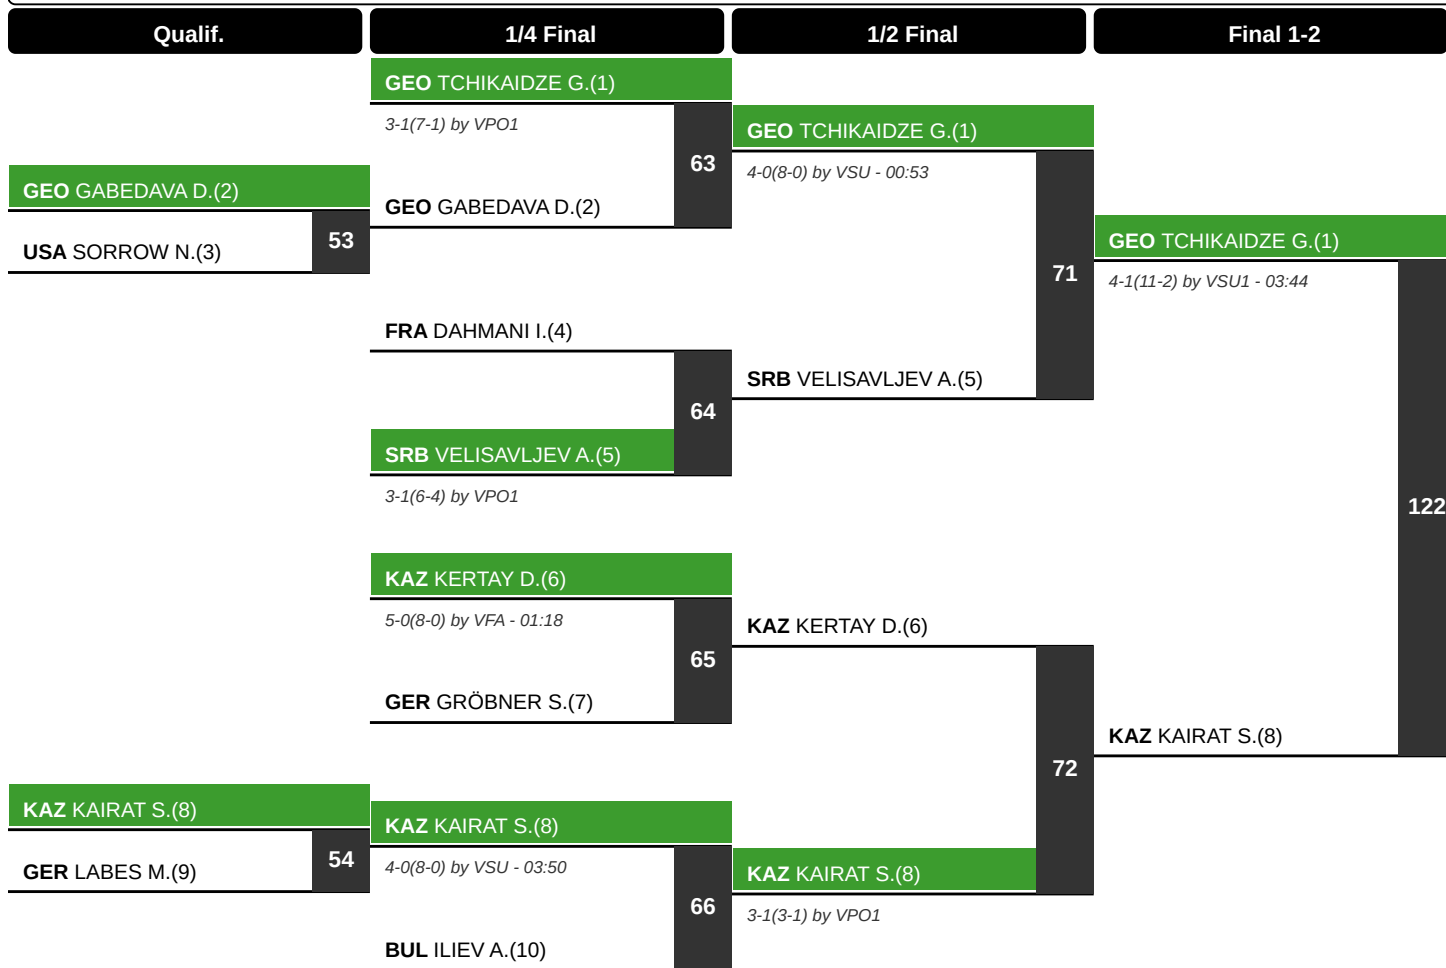 Qualif.
1/4 Final
1/2 Final
Final 1-2
GEO GABEDAVA D.(2)
USA SORROW N.(3)
53
KAZ KAIRAT S.(8)
GER LABES M.(9)
54
GEO TCHIKAIDZE G.(1)
3-1(7-1) by VPO1
63
GEO GABEDAVA D.(2)
FRA DAHMANI I.(4)
64
SRB VELISAVLJEV A.(5)
3-1(6-4) by VPO1
KAZ KERTAY D.(6)
5-0(8-0) by VFA - 01:18
65
GER GRÖBNER S.(7)
KAZ KAIRAT S.(8)
4-0(8-0) by VSU - 03:50
66
BUL ILIEV A.(10)
GEO TCHIKAIDZE G.(1)
4-0(8-0) by VSU - 00:53
71
SRB VELISAVLJEV A.(5)
KAZ KERTAY D.(6)
72
KAZ KAIRAT S.(8)
3-1(3-1) by VPO1
GEO TCHIKAIDZE G.(1)
4-1(11-2) by VSU1 - 03:44
122
KAZ KAIRAT S.(8)